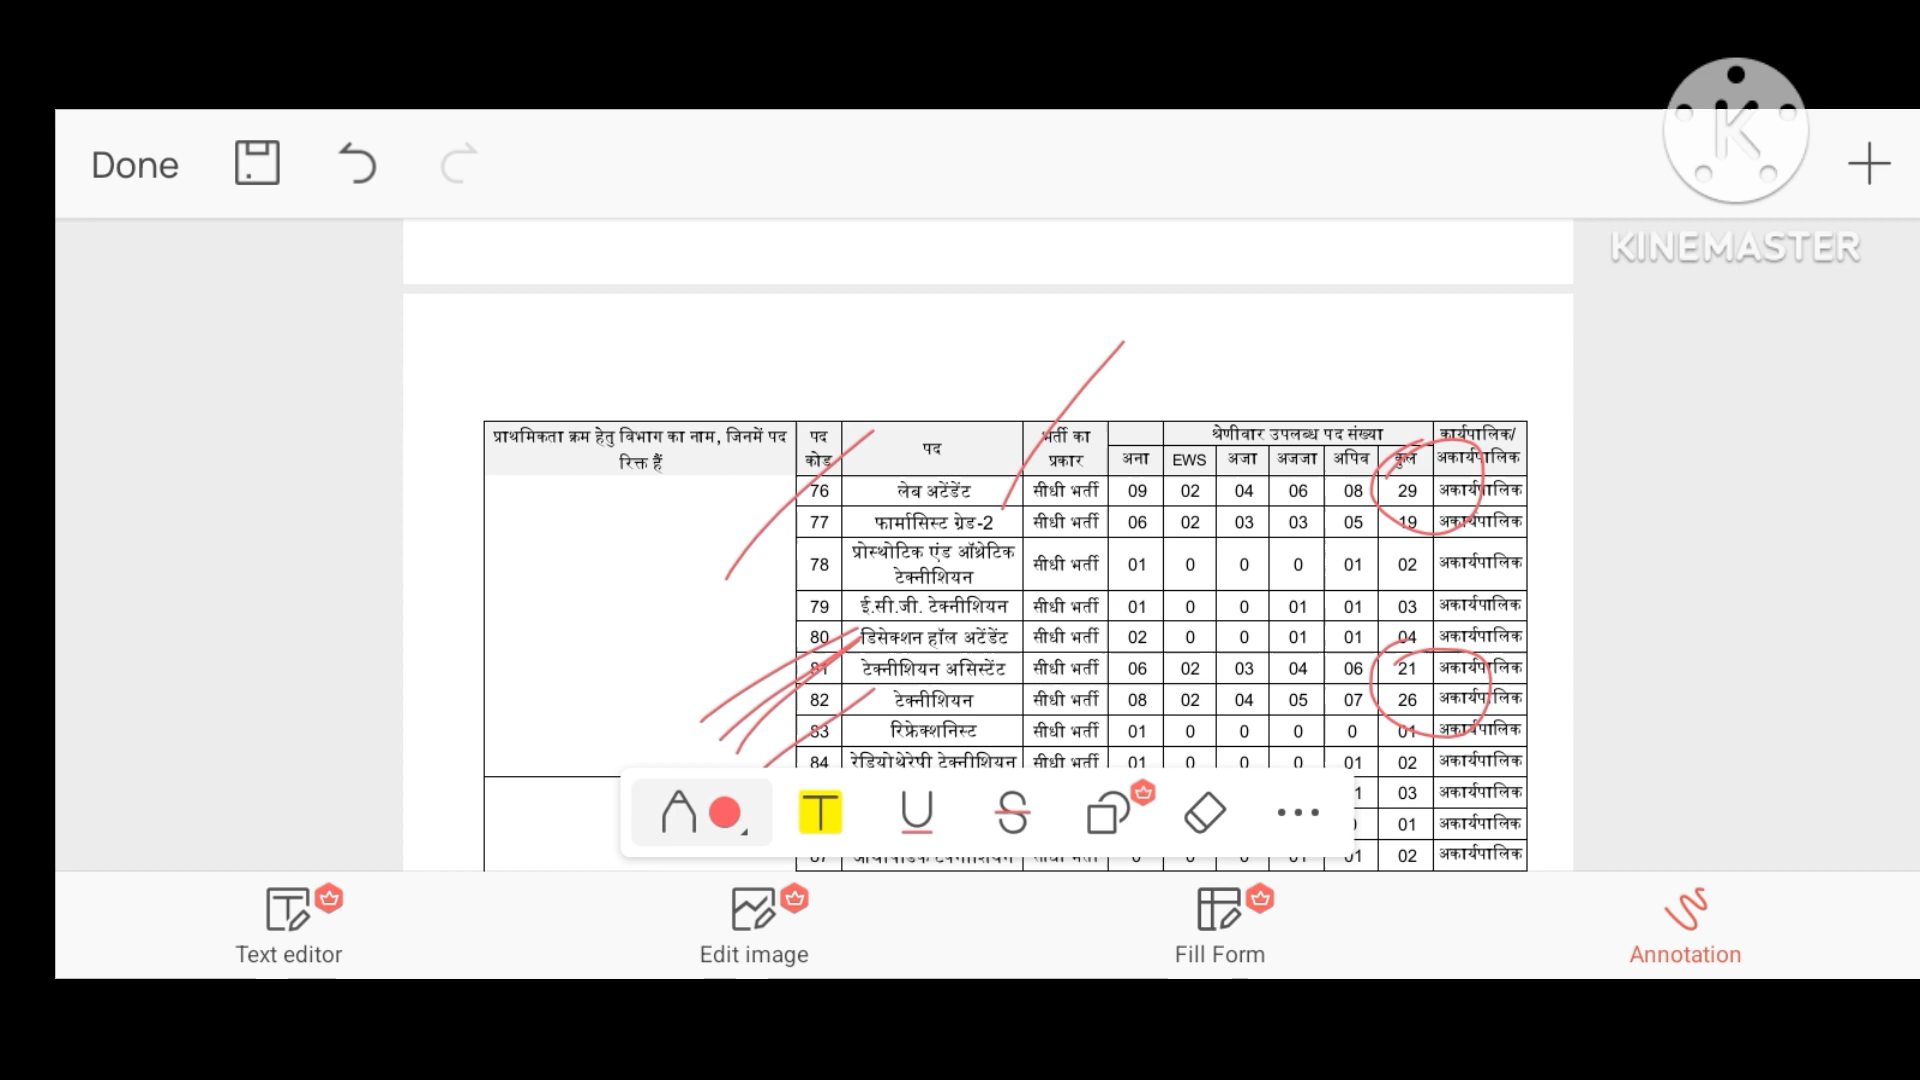 Done
K
KINEMASTER
प्राथमिकता क्रम हेतु विभाग का नाम, जिनमें पद रिक्त हैं
पद कोड
पद
भर्ती का प्रकार
श्रेणीवार उपलब्ध पद संख्या
कार्यपालिक/ अकार्यपालिक
अना EWS अजा अजजा अपिव कुल
76 लेब अटेंडेंट सीधी भर्ती 09 02 04 06 08 29 अकार्यपालिक
77 फार्मासिस्ट ग्रेड-2 सीधी भर्ती 06 02 03 03 05 19 अकार्यपालिक
78 प्रोस्थोटिक एंड ऑथ्रेटिक टेक्नीशियन सीधी भर्ती 01 0 0 0 01 02 अकार्यपालिक
79 ई.सी.जी. टेक्नीशियन सीधी भर्ती 01 0 0 01 01 03 अकार्यपालिक
80 डिसेक्शन हॉल अटेंडेंट सीधी भर्ती 02 0 0 01 01 04 अकार्यपालिक
81 टेक्नीशियन असिस्टेंट सीधी भर्ती 06 02 03 04 06 21 अकार्यपालिक
82 टेक्नीशियन सीधी भर्ती 08 02 04 05 07 26 अकार्यपालिक
83 रिफ्रेक्शनिस्ट सीधी भर्ती 01 0 0 0 0 01 अकार्यपालिक
84 रेडियोथेरेपी टेक्नीशियन सीधी भर्ती 01 0 0 0 01 02 अकार्यपालिक
03 अकार्यपालिक
01 अकार्यपालिक
02 अकार्यपालिक
Text editor
Edit image
Fill Form
Annotation